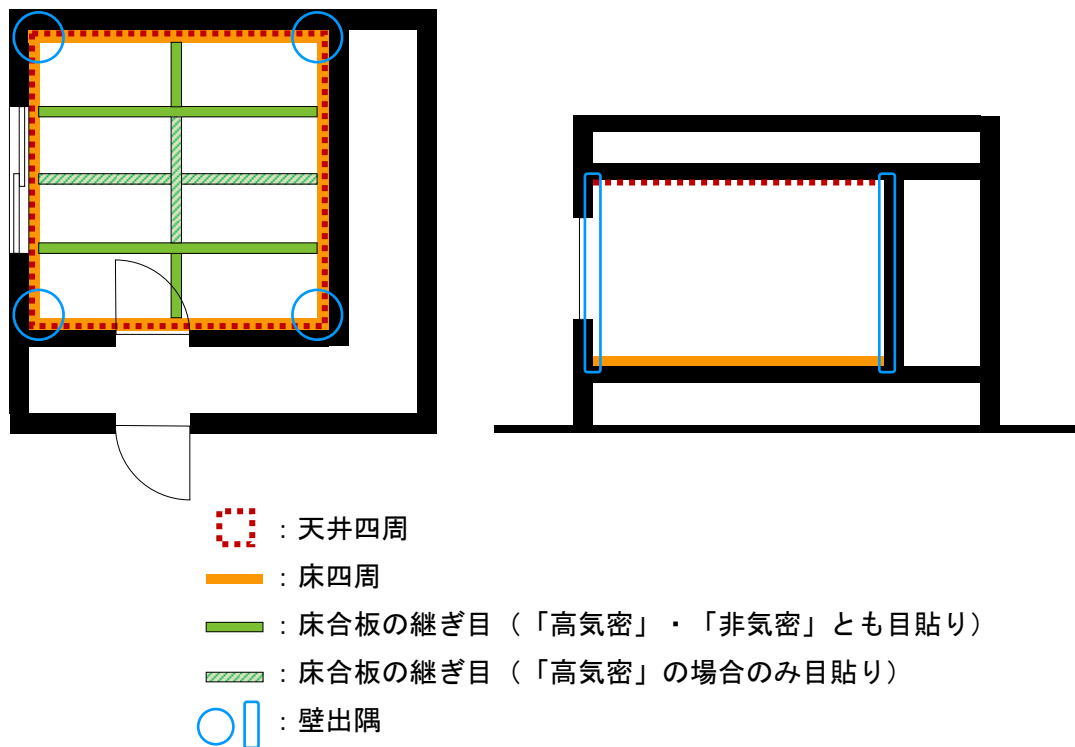 ：天井四周
：床四周
：床合板の継ぎ目（「高気密」・「非気密」とも目貼り）
：床合板の継ぎ目（「高気密」の場合のみ目貼り）
：壁出隅